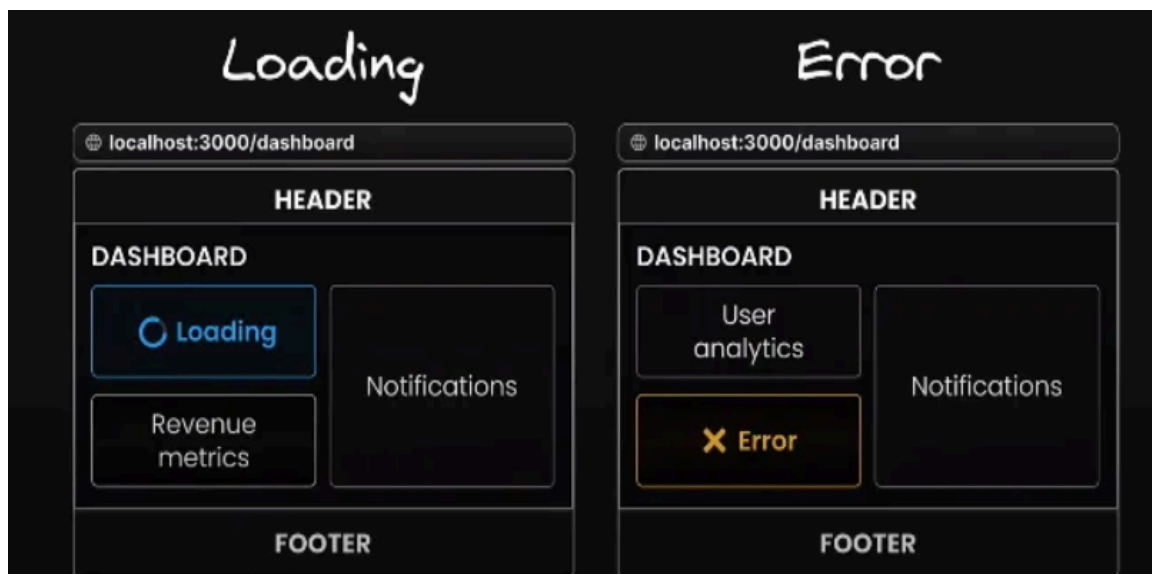 Loading
localhost:3000/dashboard
HEADER
DASHBOARD
Loading
Revenue
metrics
Notifications
FOOTER
Error
localhost:3000/dashboard
HEADER
DASHBOARD
User
analytics
Error
Notifications
FOOTER